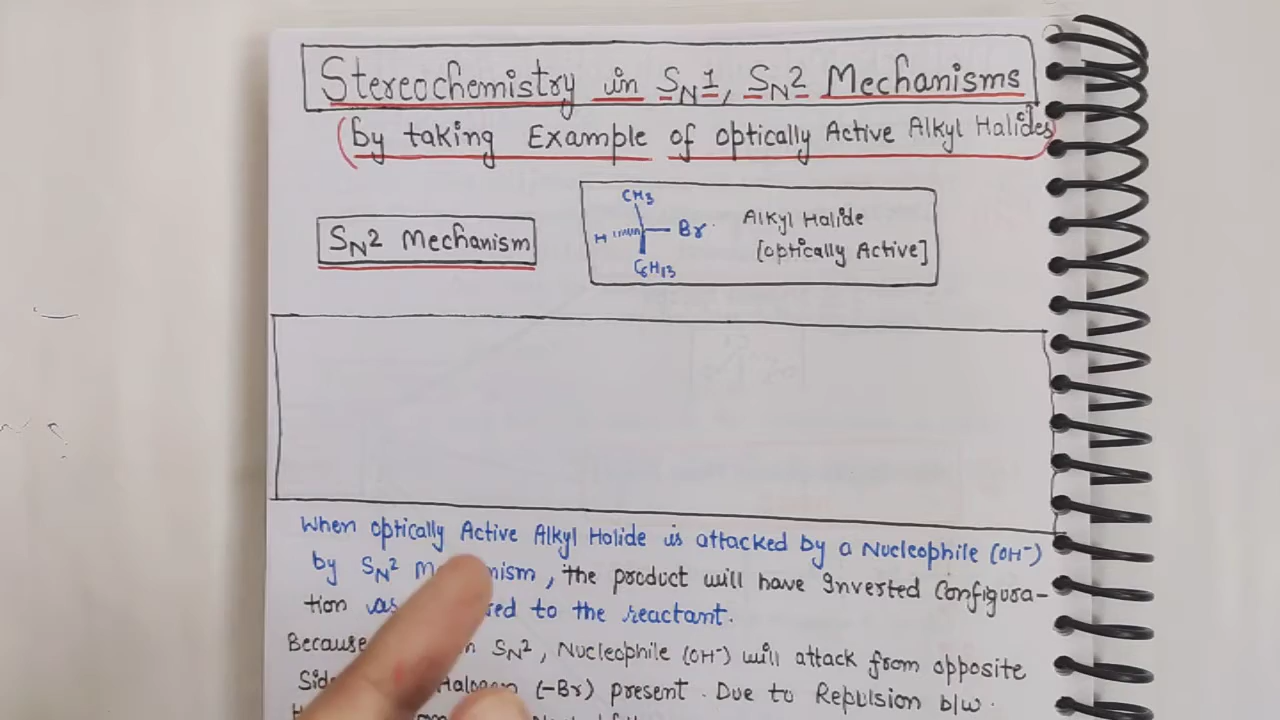 Stereochemistry in SN1, SN2 Mechanisms
(by taking Example of optically Active Alkyl Halides)
SN2 Mechanism
CH3
H Br
C6H13
Alkyl Halide
[optically Active]
When optically Active Alkyl Halide is attacked by a Nucleophile (OH-)
by SN2, the product will have Inverted Configura-
tion to the reactant.
Because SN2, Nucleophile (OH-) will attack from opposite
(-Br) present. Due to Repulsion b/w.